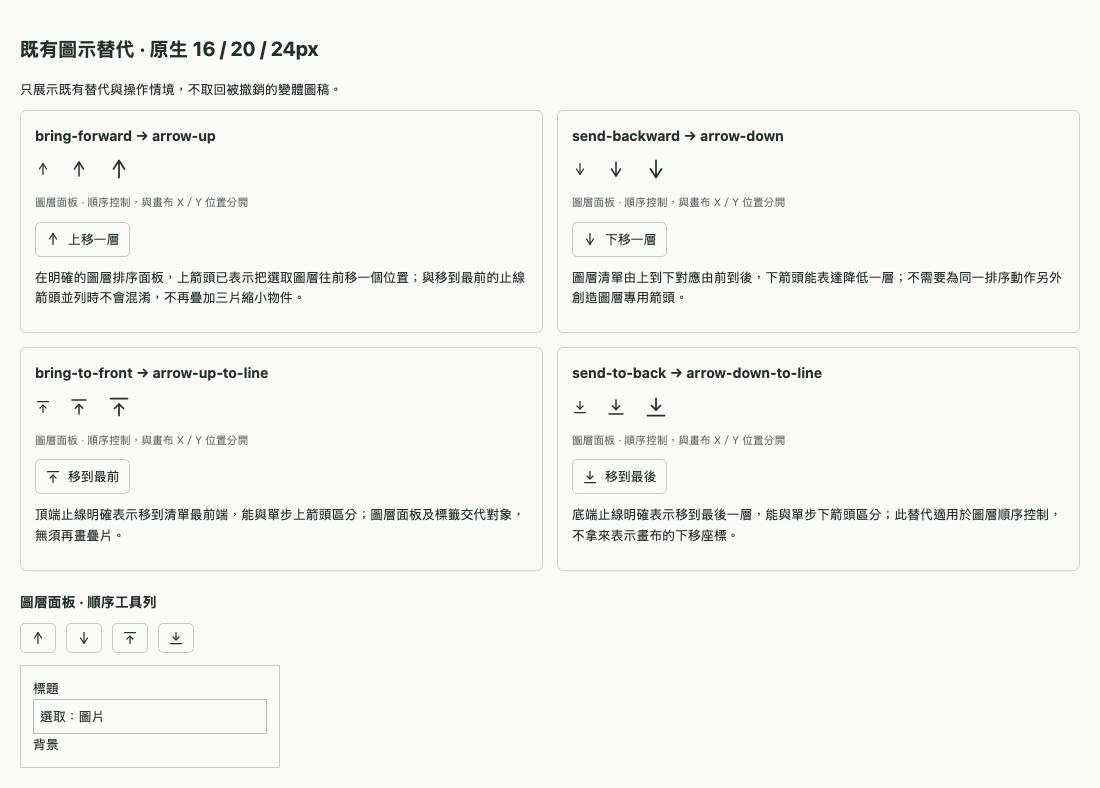 既有圖示替代 · 原生 16 / 20 / 24px
只展示既有替代與操作情境，不取回被撤銷的變體圖稿。
bring-forward → arrow-up
圖層面板 · 順序控制，與畫布 X / Y 位置分開
上移一層
在明確的圖層排序面板，上箭頭已表示把選取圖層往前移一個位置；與移到最前的止線
箭頭並列時不會混淆，不再疊加三片縮小物件。
send-backward → arrow-down
圖層面板 · 順序控制，與畫布 X / Y 位置分開
下移一層
圖層清單由上到下對應由前到後，下箭頭能表達降低一層；不需要為同一排序動作另外
創造圖層專用箭頭。
bring-to-front → arrow-up-to-line
圖層面板 · 順序控制，與畫布 X / Y 位置分開
移到最前
頂端止線明確表示移到清單最前端，能與單步上箭頭區分；圖層面板及標籤交代對象，
無須再畫疊片。
send-to-back → arrow-down-to-line
圖層面板 · 順序控制，與畫布 X / Y 位置分開
移到最後
底端止線明確表示移到最後一層，能與單步下箭頭區分；此替代適用於圖層順序控制，
不拿來表示畫布的下移座標。
圖層面板 · 順序工具列
標題
選取：圖片
背景